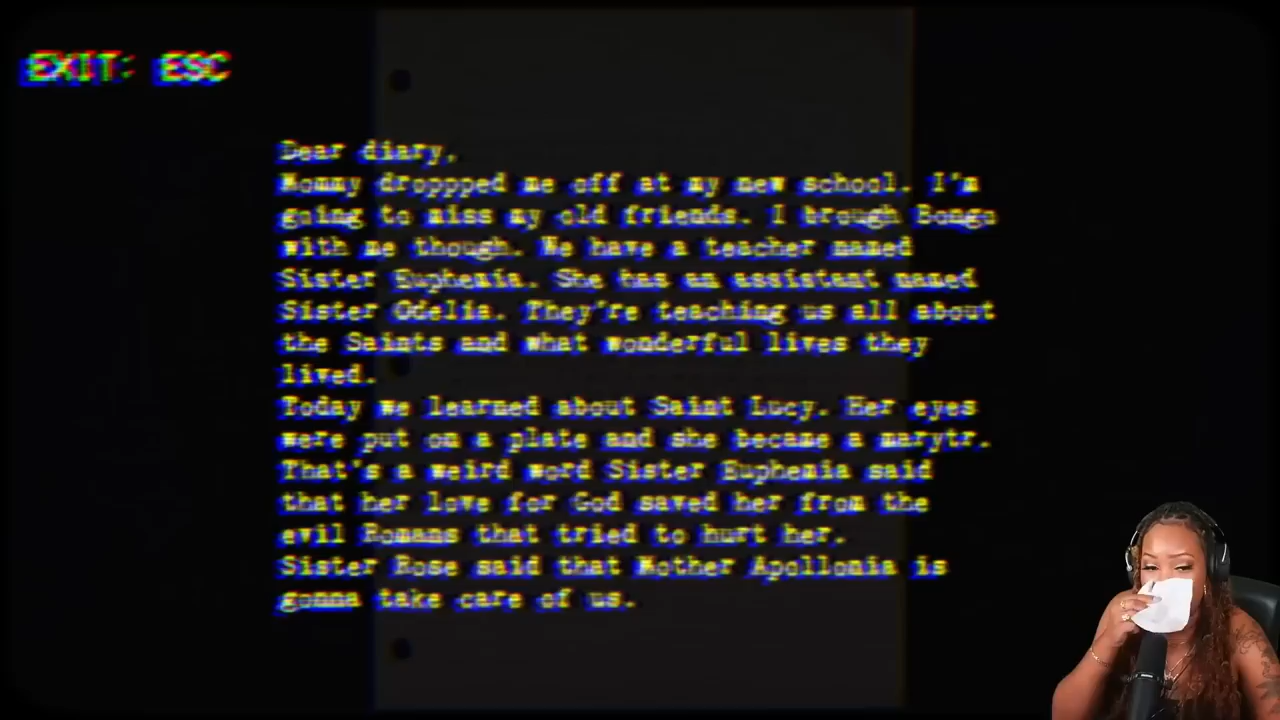 EXIT: ESC
Dear diary,
Mommy droppped me off at my new school. I'm
going to miss my old friends. I brough Bongo
with me though. We have a teacher named
Sister Euphemia. She has an assistant named
Sister Odelia. They're teaching us all about
the Saints and what wonderful lives they
lived.
Today we learned about Saint Lucy. Her eyes
were put on a plate and she became a marytr.
That's a weird word Sister Euphemia said
that her love for God saved her from the
evil Romans that tried to hurt her.
Sister Rose said that Mother Apollonia is
gonna take care of us.